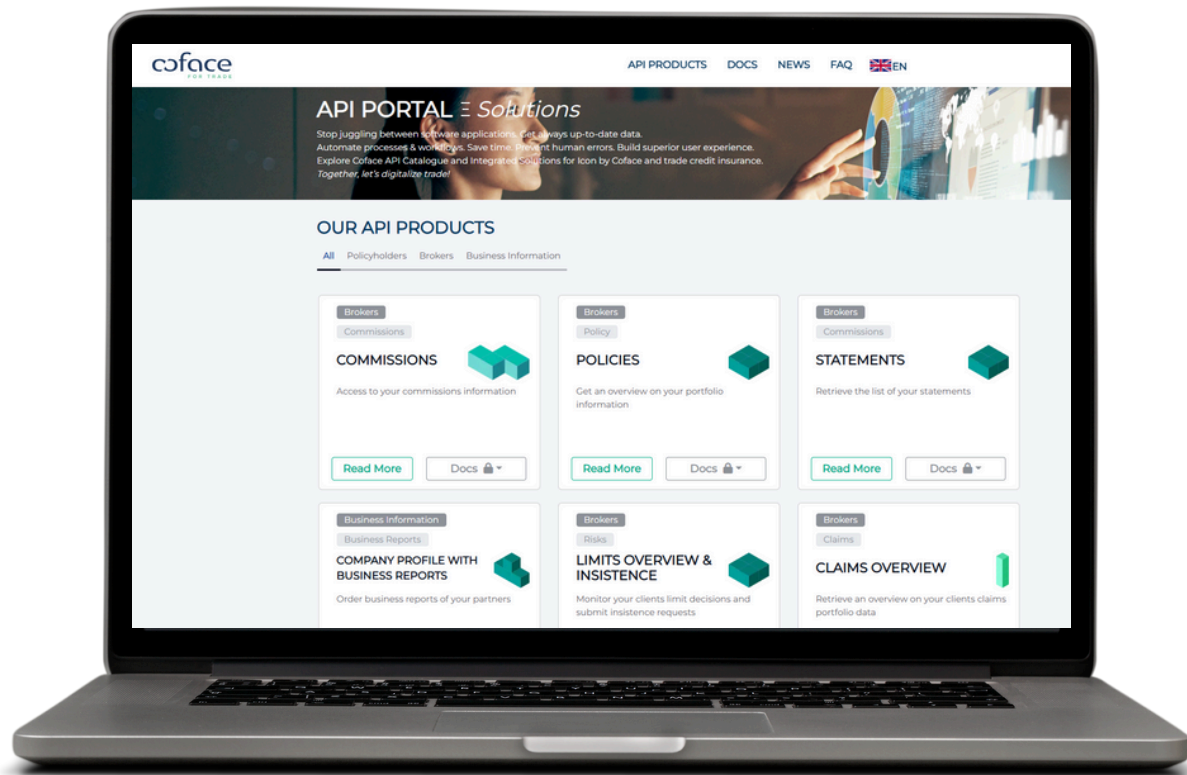 coface
FOR TRADE
API PRODUCTS DOCS NEWS FAQ EN
API PORTAL Ξ Solutions
Stop juggling between software applications. Get always up-to-date data.
Automate processes & workflows. Save time. Prevent human errors. Build superior user experience.
Explore Coface API Catalogue and Integrated Solutions for Icon by Coface and trade credit insurance.
Together, let's digitalize trade!
OUR API PRODUCTS
All Policyholders Brokers Business Information
Brokers
Commissions
COMMISSIONS
Access to your commissions information
Read More Docs
Brokers
Policy
POLICIES
Get an overview on your portfolio
information
Read More Docs
Brokers
Commissions
STATEMENTS
Retrieve the list of your statements
Read More Docs
Business Information
Business Reports
COMPANY PROFILE WITH
BUSINESS REPORTS
Order business reports of your partners
Brokers
Risks
LIMITS OVERVIEW &
INSISTENCE
Monitor your clients limit decisions and
submit insistence requests
Brokers
Claims
CLAIMS OVERVIEW
Retrieve an overview on your clients claims
portfolio data